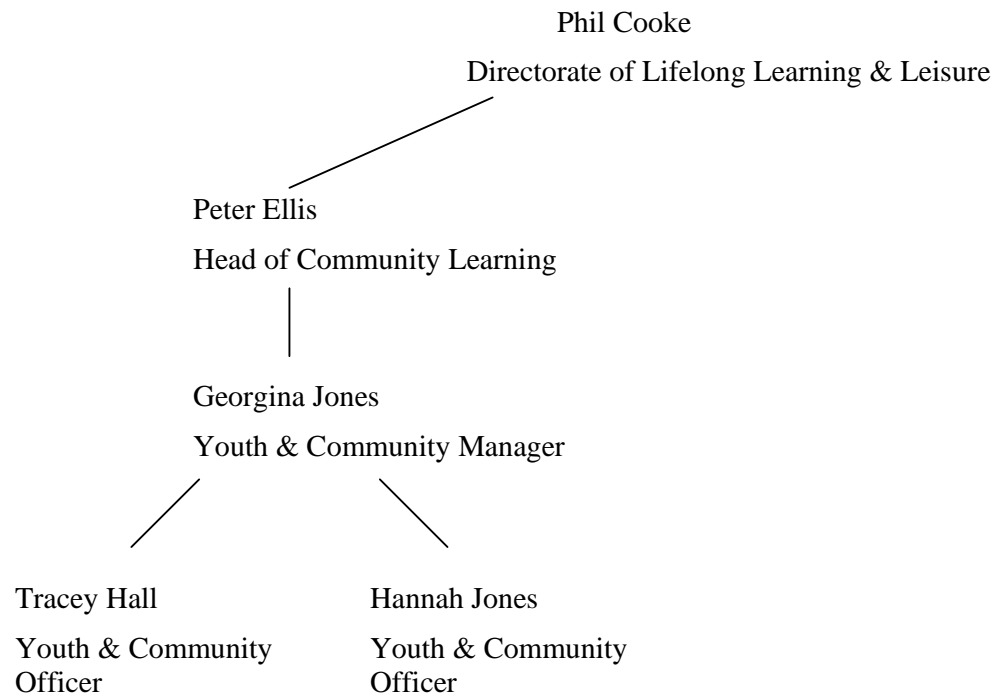 Phil Cooke
Directorate of Lifelong Learning & Leisure
Peter Ellis
Head of Community Learning
Georgina Jones
Youth & Community Manager
Tracey Hall
Youth & Community
Officer
Hannah Jones
Youth & Community
Officer